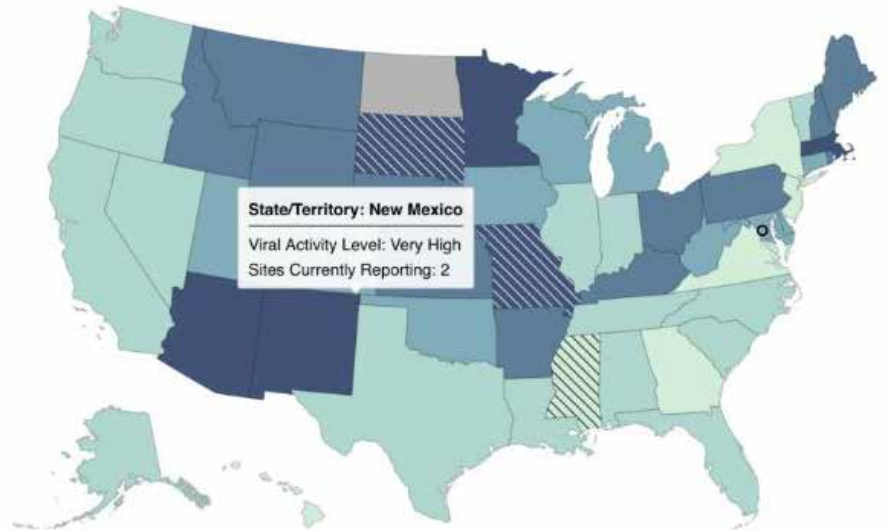 State/Territory: New Mexico
Viral Activity Level: Very High
Sites Currently Reporting: 2